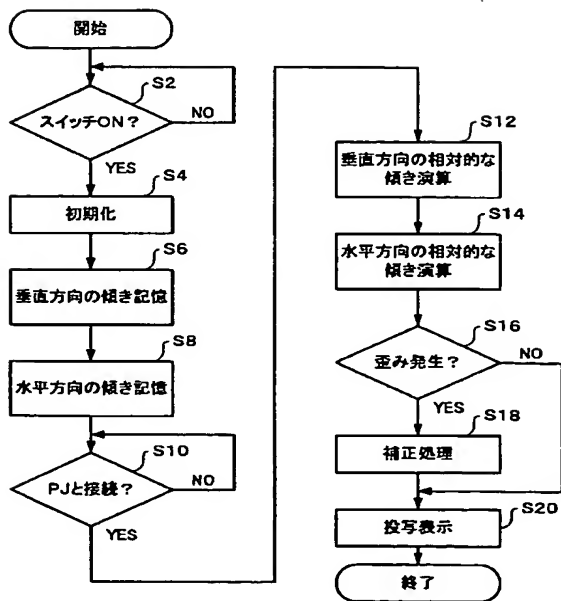 開始
S2
スイッチON?
NO
YES
S4
初期化
S6
垂直方向の傾き記憶
S8
水平方向の傾き記憶
S10
PJと接続?
NO
YES
S12
垂直方向の相対的な
傾き演算
S14
水平方向の相対的な
傾き演算
S16
歪み発生?
NO
YES
S18
補正処理
S20
投写表示
終了